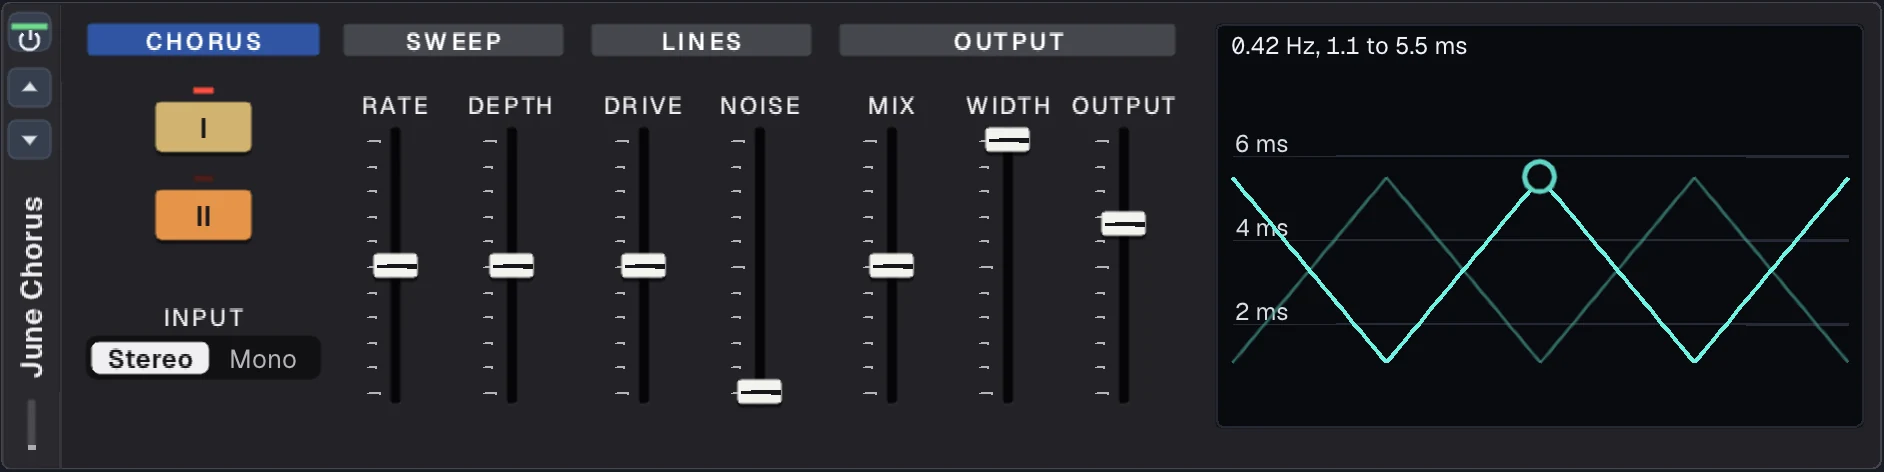 June Chorus
CHORUS
I
II
INPUT
Stereo Mono
SWEEP
RATE DEPTH
LINES
DRIVE NOISE
OUTPUT
MIX WIDTH OUTPUT
0.42 Hz, 1.1 to 5.5 ms
6 ms
4 ms
2 ms